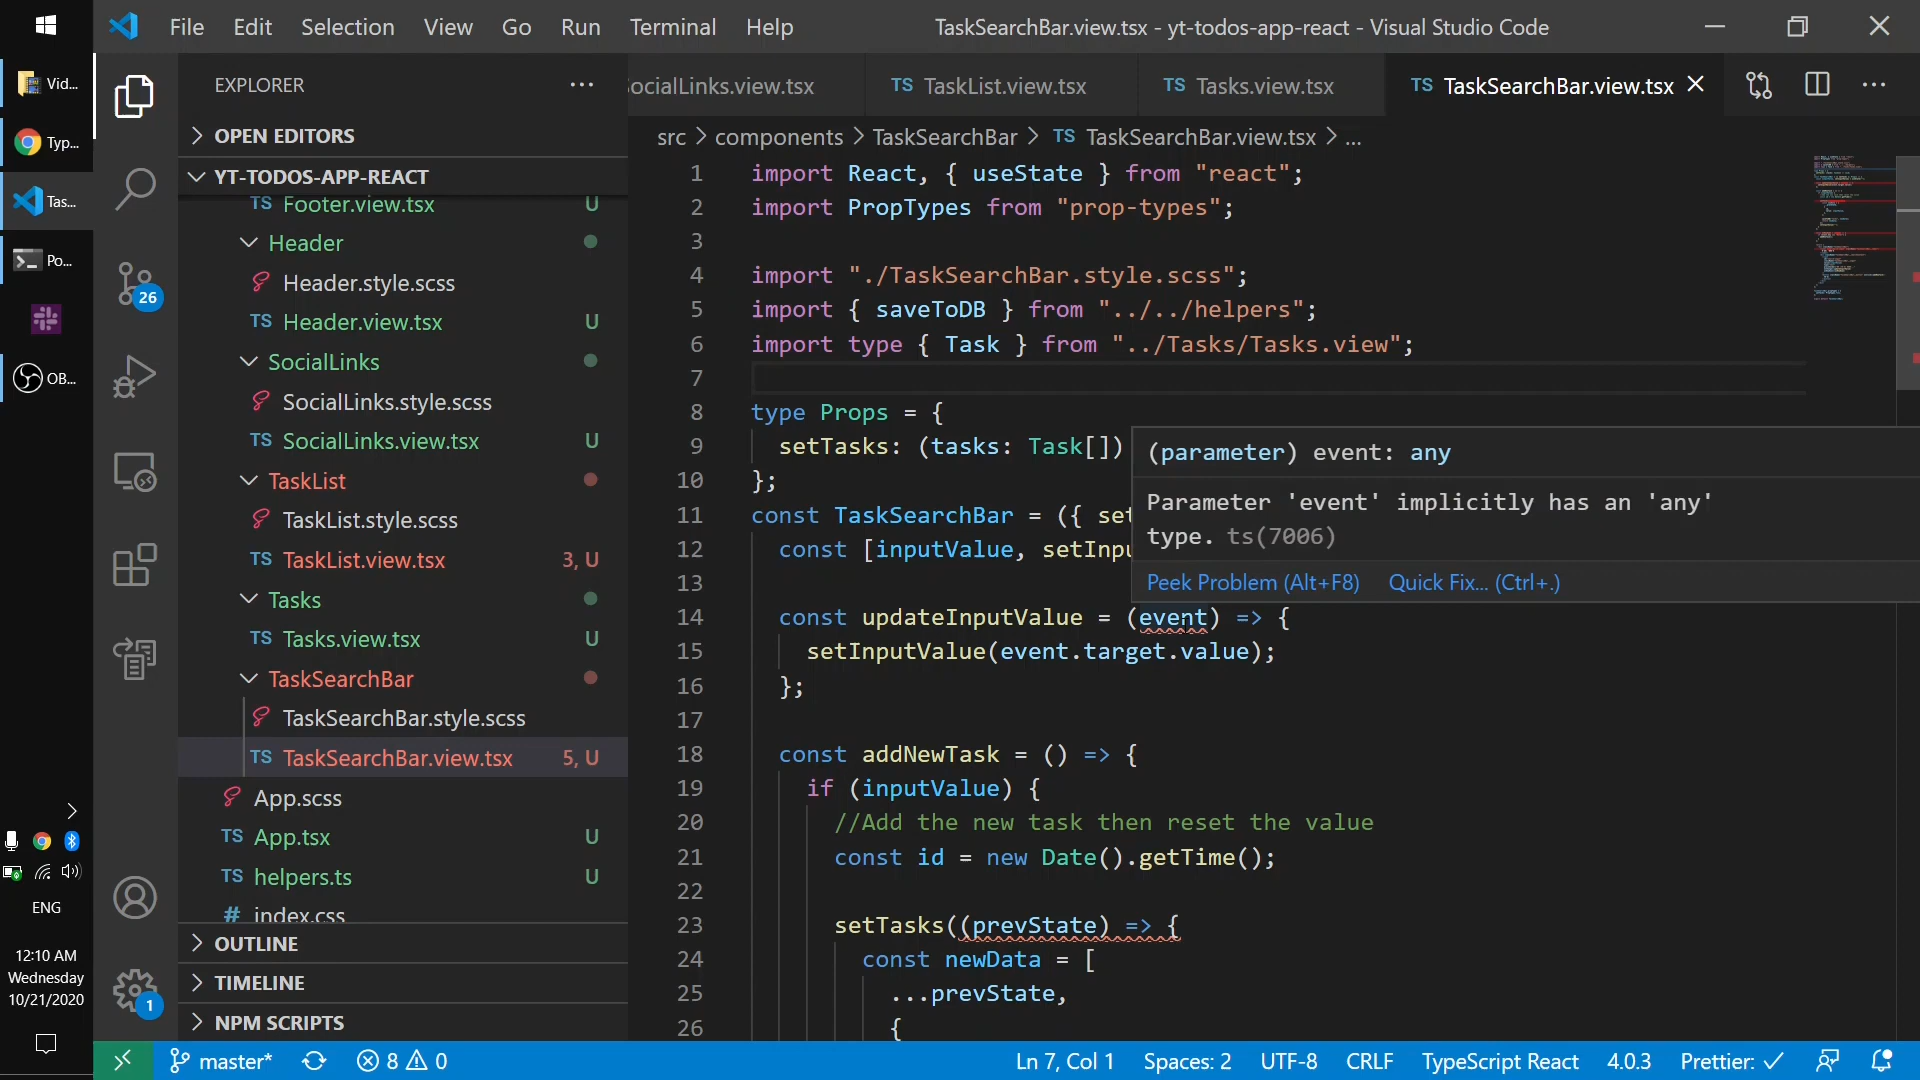 File Edit Selection View Go Run Terminal Help
TaskSearchBar.view.tsx - yt-todos-app-react - Visual Studio Code
Vid...
Typ...
Tas...
Po...
OB...
ENG
12:10 AM
Wednesday
10/21/2020
26
1
EXPLORER
OPEN EDITORS
YT-TODOS-APP-REACT
TS Footer.view.tsx U
Header
Header.style.scss
TS Header.view.tsx U
SocialLinks
SocialLinks.style.scss
TS SocialLinks.view.tsx U
TaskList
TaskList.style.scss
TS TaskList.view.tsx 3, U
Tasks
TS Tasks.view.tsx U
TaskSearchBar
TaskSearchBar.style.scss
TS TaskSearchBar.view.tsx 5, U
App.scss
TS App.tsx U
TS helpers.ts U
# index.css
OUTLINE
TIMELINE
NPM SCRIPTS
ocialLinks.view.tsx TS TaskList.view.tsx TS Tasks.view.tsx TS TaskSearchBar.view.tsx
src > components > TaskSearchBar > TS TaskSearchBar.view.tsx > ...
1 import React, { useState } from "react";
2 import PropTypes from "prop-types";
3
4 import "./TaskSearchBar.style.scss";
5 import { saveToDB } from "../../helpers";
6 import type { Task } from "../Tasks/Tasks.view";
7
8 type Props = {
9 setTasks: (tasks: Task[])
10 };
11 const TaskSearchBar = ({ set
12 const [inputValue, setInpu
13
14 const updateInputValue = (event) => {
15 setInputValue(event.target.value);
16 };
17
18 const addNewTask = () => {
19 if (inputValue) {
20 //Add the new task then reset the value
21 const id = new Date().getTime();
22
23 setTasks((prevState) => {
24 const newData = [
25 ...prevState,
26 {
(parameter) event: any
Parameter 'event' implicitly has an 'any'
type. ts(7006)
Peek Problem (Alt+F8) Quick Fix... (Ctrl+.)
master* 8 0
Ln 7, Col 1 Spaces: 2 UTF-8 CRLF TypeScript React 4.0.3 Prettier: ✓